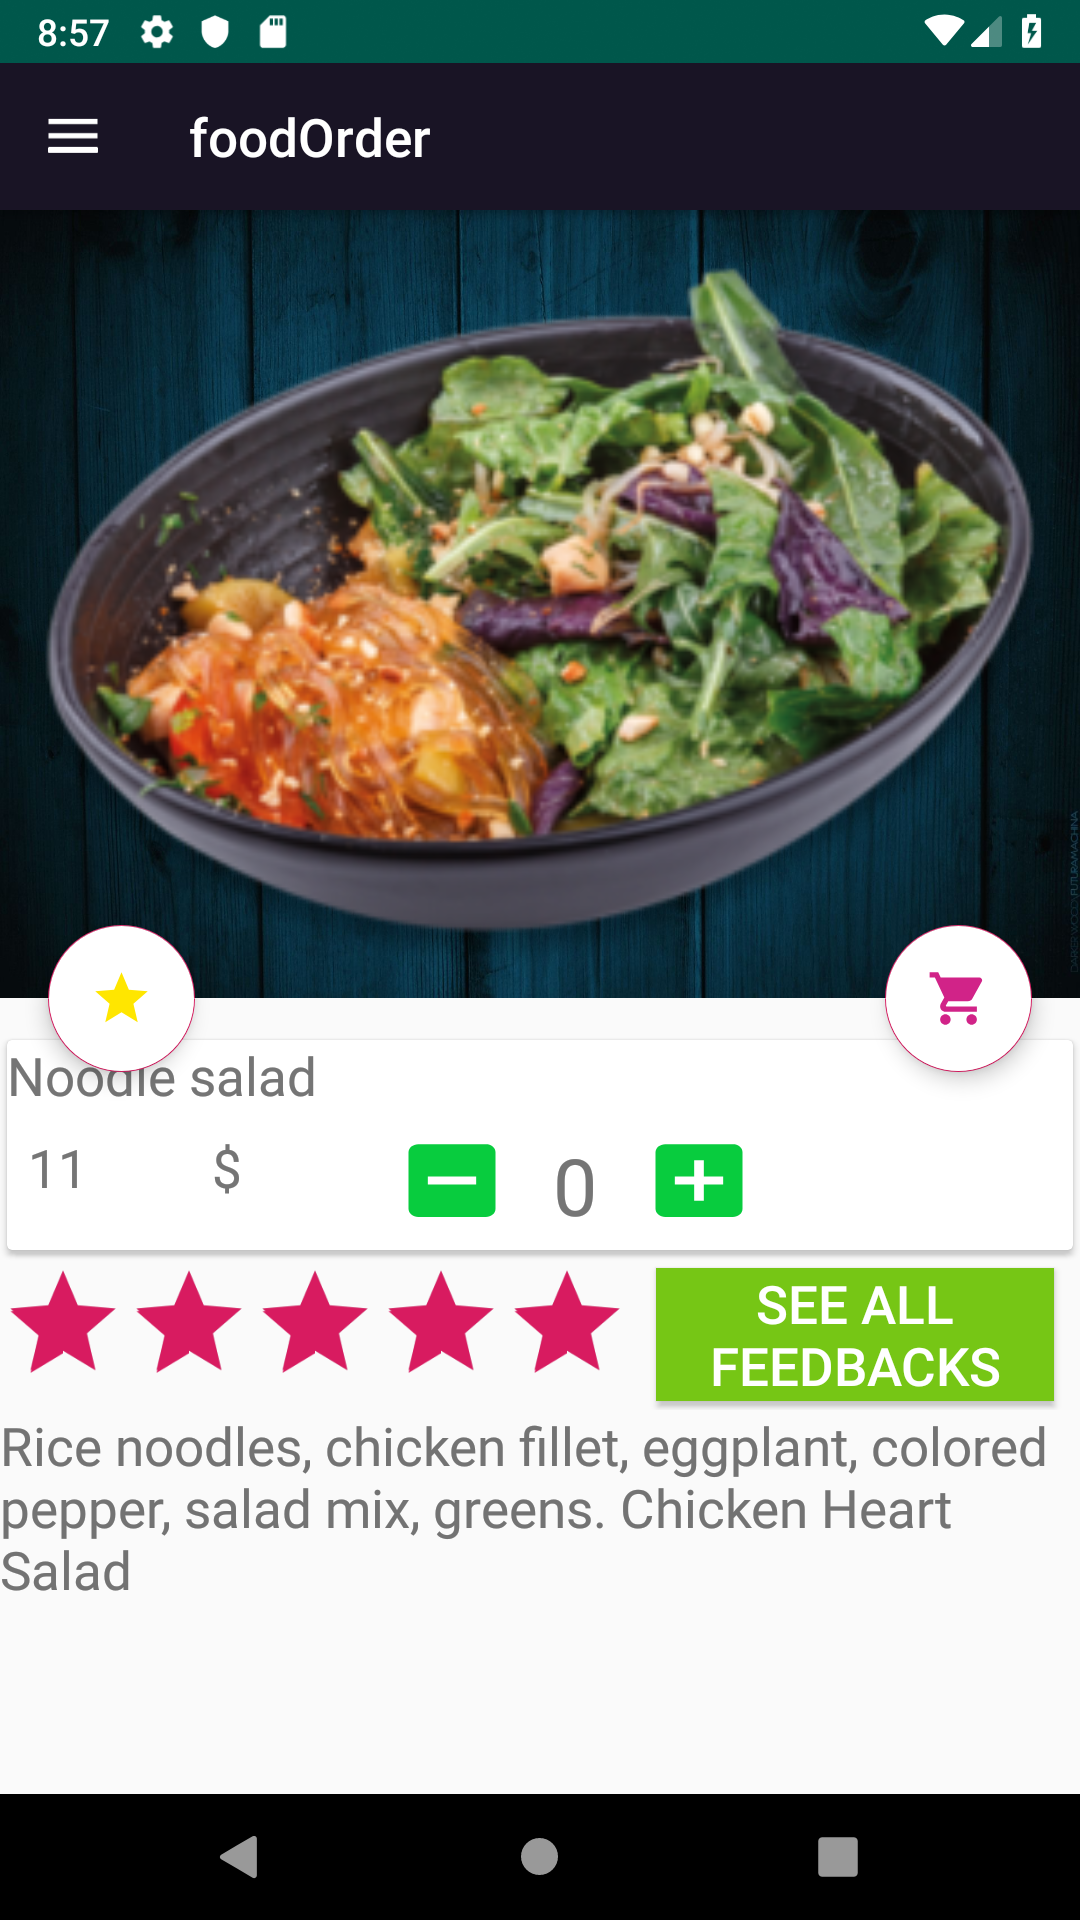 8:57
foodOrder
Noodle salad
11 $ 0
SEE ALL
FEEDBACKS
Rice noodles, chicken fillet, eggplant, colored
pepper, salad mix, greens. Chicken Heart
Salad